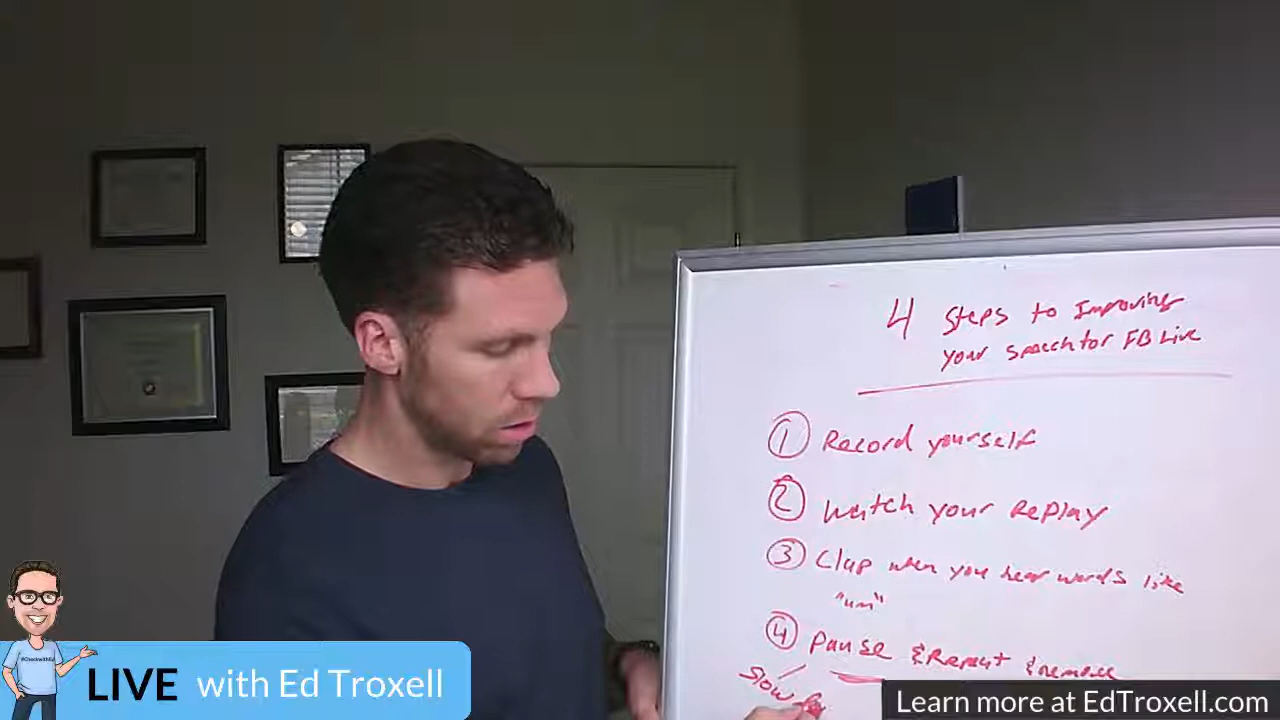 4 Steps to Improving
your speech for FB Live
1 Record yourself
2 Watch your Replay
3 Clap when you hear words like
"um"
4 Pause & Repeat &
Slow
#CheckwithEd
LIVE with Ed Troxell
Learn more at EdTroxell.com